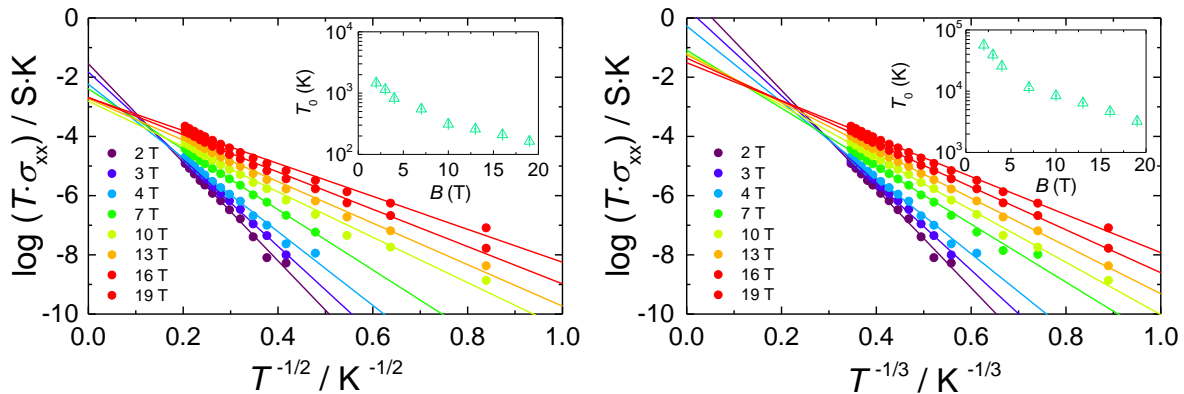 0
-2
-4
-6
-8
-10
log (T·σxx) / S·K
0.0 0.2 0.4 0.6 0.8 1.0
T -1/2 / K -1/2
2 T
3 T
4 T
7 T
10 T
13 T
16 T
19 T
10^4
10^3
10^2
T0 (K)
0 5 10 15 20
B (T)
0
-2
-4
-6
-8
-10
log (T·σxx) / S·K
0.0 0.2 0.4 0.6 0.8 1.0
T -1/3 / K -1/3
2 T
3 T
4 T
7 T
10 T
13 T
16 T
19 T
10^5
10^4
10^3
T0 (K)
0 5 10 15 20
B (T)